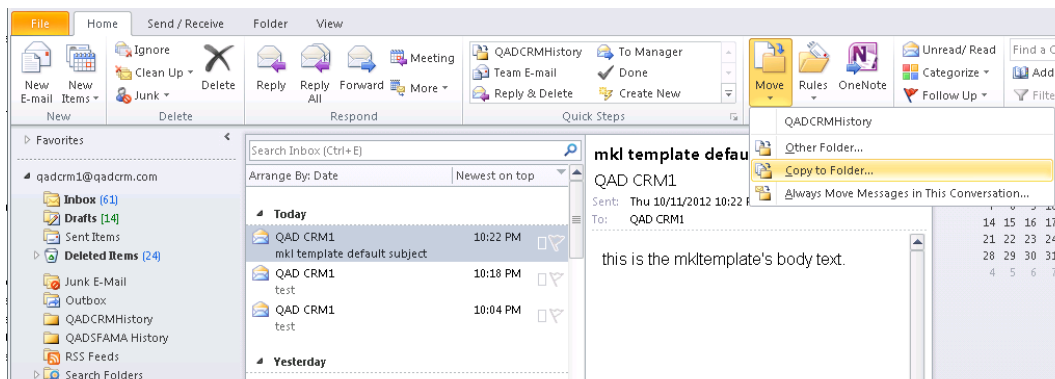 File Home Send / Receive Folder View
New E-mail
New Items
Ignore
Clean Up
Junk
Delete
Reply
Reply All
Forward
Meeting
More
QADCRMHistory
Team E-mail
Reply & Delete
To Manager
Done
Create New
Move
Rules
OneNote
Unread/ Read
Categorize
Follow Up
Find a C
Add
Filte
New Delete Respond Quick Steps
Favorites
qadcrm1@qadcrm.com
Inbox (61)
Drafts [14]
Sent Items
Deleted Items (24)
Junk E-Mail
Outbox
QADCRMHistory
QADSFAMA History
RSS Feeds
Search Folders
Search Inbox (Ctrl+E)
Arrange By: Date Newest on top
Today
QAD CRM1 10:22 PM
mkl template default subject
QAD CRM1 10:18 PM
test
QAD CRM1 10:04 PM
test
Yesterday
mkl template defau
QAD CRM1
Sent: Thu 10/11/2012 10:22
To: QAD CRM1
this is the mkltemplate's body text.
QADCRMHistory
Other Folder...
Copy to Folder...
Always Move Messages in This Conversation...
14 15 16 17
21 22 23 24
28 29 30 31
4 5 6 7